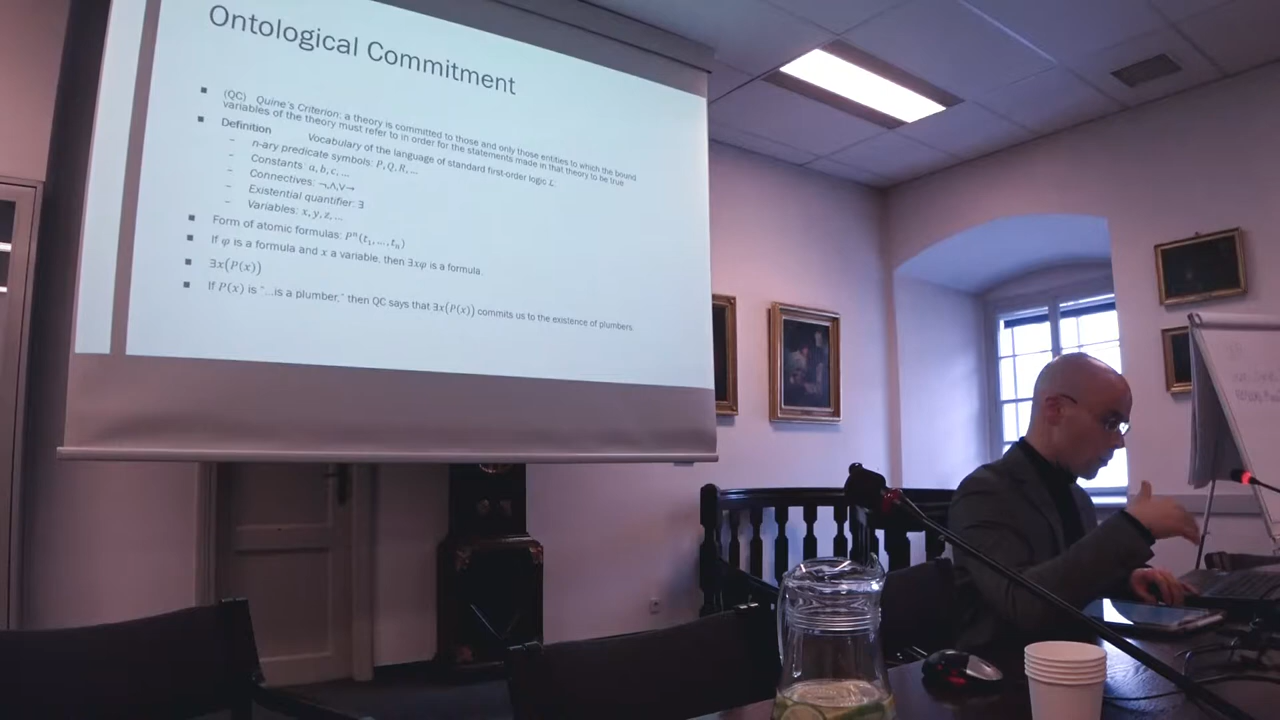 Ontological Commitment
(QC) Quine's Criterion: a theory is committed to those and only those entities to which the bound
variables of the theory must refer to in order for the statements made in that theory to be true
Definition Vocabulary of the language of standard first-order logic L.
n-ary predicate symbols: P, Q, R, ...
Constants a, b, c, ...
Connectives: ¬,∧,∨→
Existential quantifier: ∃
Variables: x, y, z, ...
Form of atomic formulas: Pⁿ(t₁, ..., tₙ)
If φ is a formula and x a variable, then ∃xφ is a formula.
∃x(P(x))
If P(x) is "...is a plumber," then QC says that ∃x(P(x)) commits us to the existence of plumbers